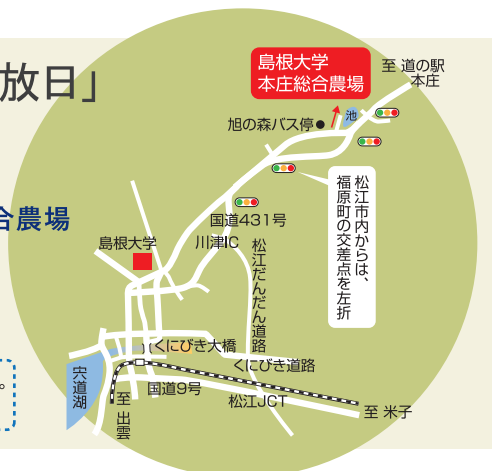 放日」
合農場
島根大学
本庄総合農場
至 道の駅
本庄
池
旭の森バス停
松江市内からは、
福原町の交差点を左折
国道431号
川津IC
島根大学
松江だんだん道路
くにびき大橋
くにびき道路
宍道湖
国道9号
至 出雲
松江JCT
至 米子
。